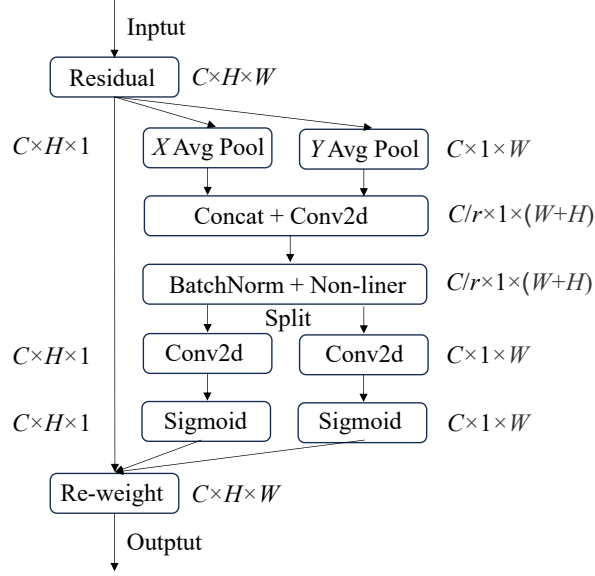 Inptut
Residual C×H×W
C×H×1 X Avg Pool Y Avg Pool C×1×W
Concat + Conv2d C/r×1×(W+H)
BatchNorm + Non-liner C/r×1×(W+H)
Split
C×H×1 Conv2d Conv2d C×1×W
C×H×1 Sigmoid Sigmoid C×1×W
Re-weight C×H×W
Outptut